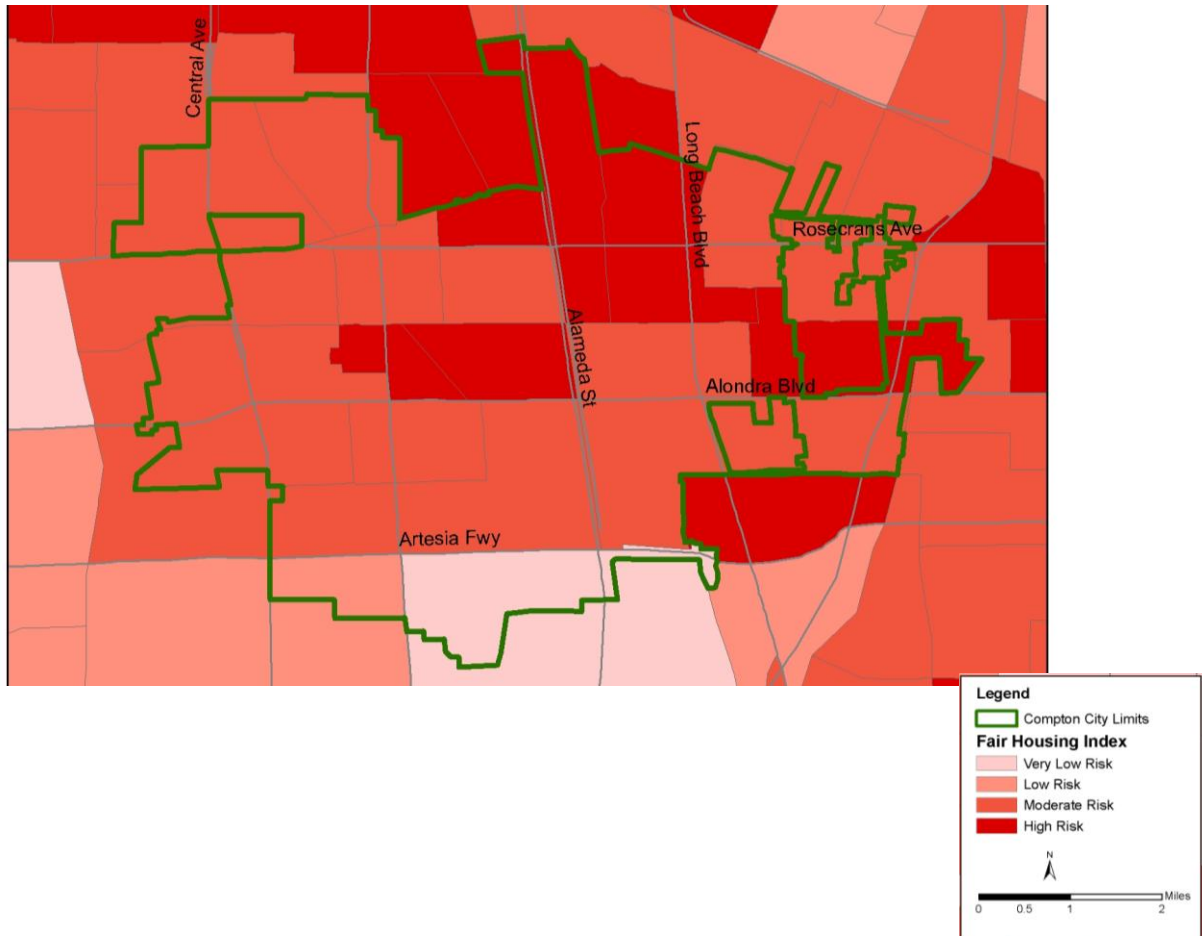 Central Ave
Long Beach Blvd
Rosecrans Ave
Alameda St
Alondra Blvd
Artesia Fwy
Legend
Compton City Limits
Fair Housing Index
Very Low Risk
Low Risk
Moderate Risk
High Risk
N
Miles
0 0.5 1 2